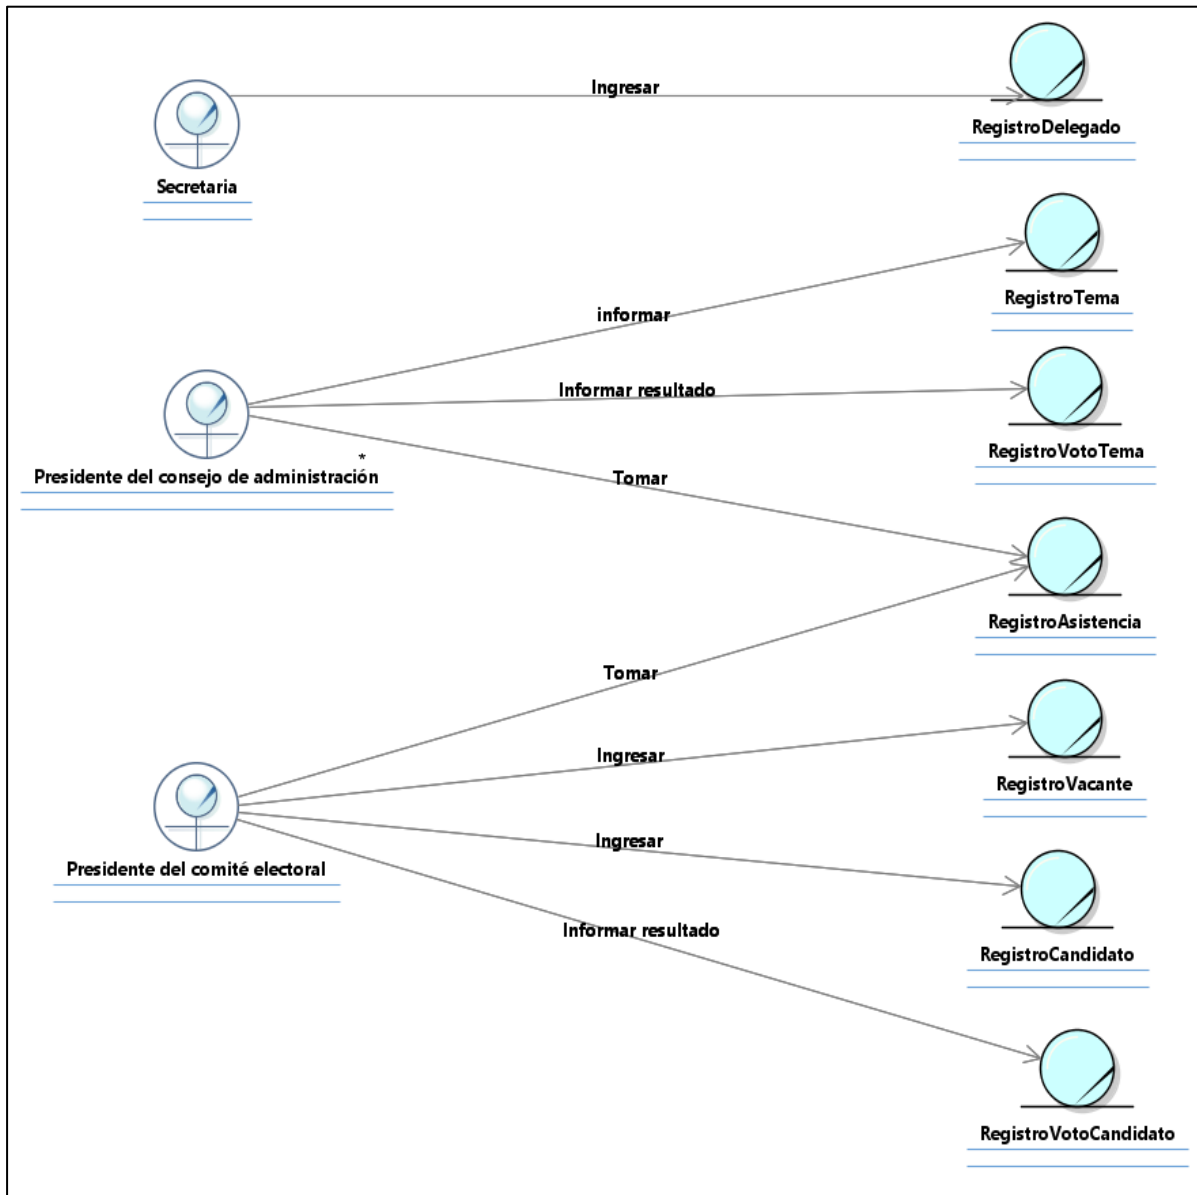 Ingresar
RegistroDelegado
Secretaria
RegistroTema
informar
Informar resultado
RegistroVotoTema
*
Presidente del consejo de administración
Tomar
RegistroAsistencia
Tomar
Ingresar
RegistroVacante
Ingresar
Presidente del comité electoral
Informar resultado
RegistroCandidato
RegistroVotoCandidato